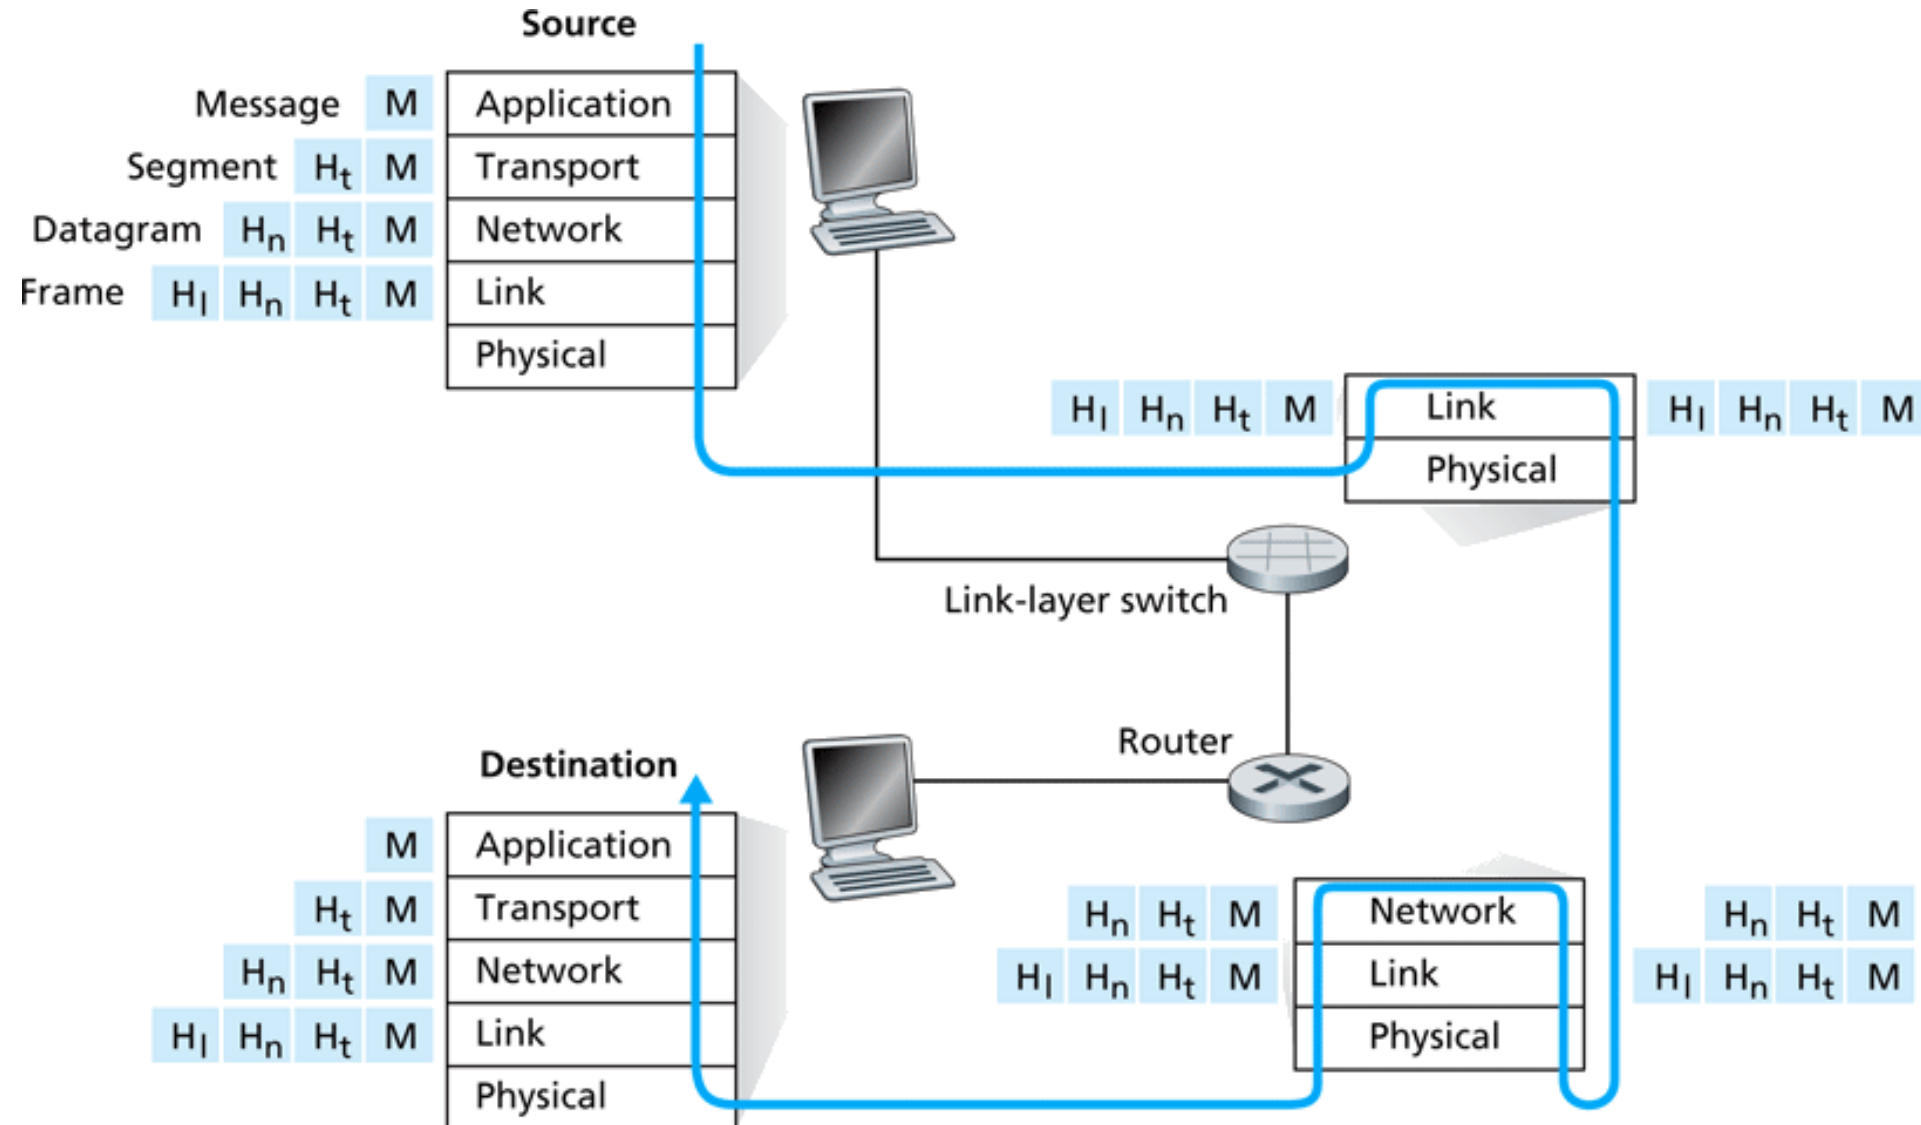 Source
Message M Application
Segment Ht M Transport
Datagram Hn Ht M Network
Frame Hl Hn Ht M Link
Physical
Hl Hn Ht M Link Hl Hn Ht M
Physical
Link-layer switch
Router
Destination
M Application
Ht M Transport
Hn Ht M Network
Hl Hn Ht M Link
Physical
Hn Ht M Network Hn Ht M
Hl Hn Ht M Link Hl Hn Ht M
Physical